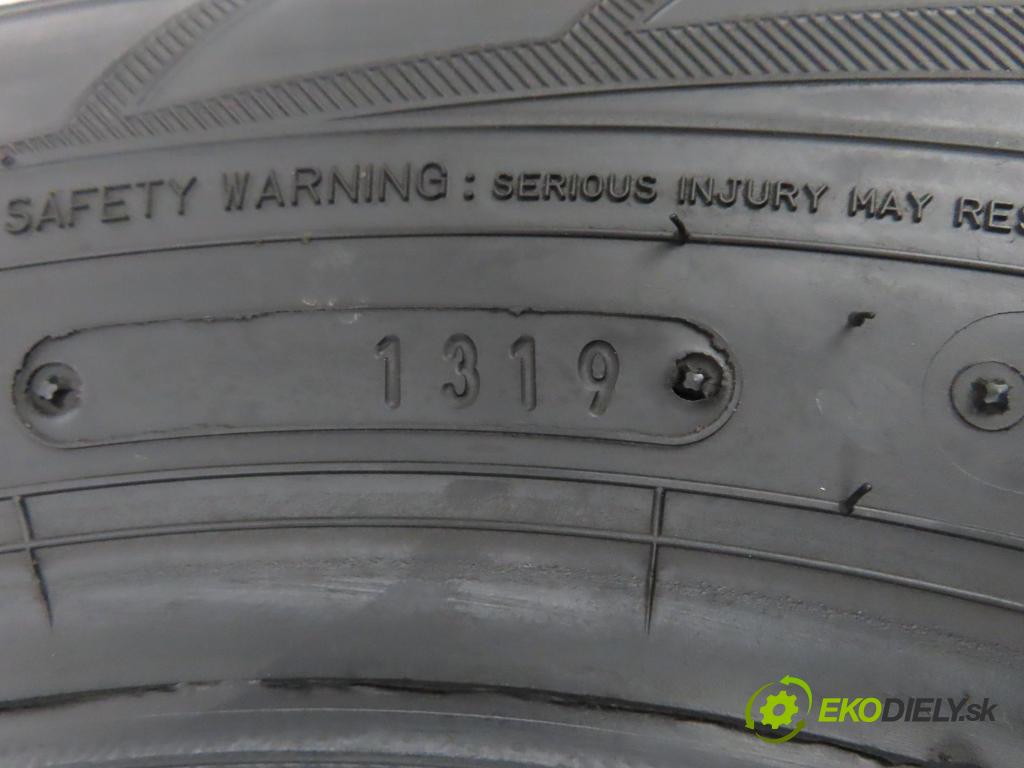 SAFETY WARNING : SERIOUS INJURY MAY RES
1319
EKODIELY.sk